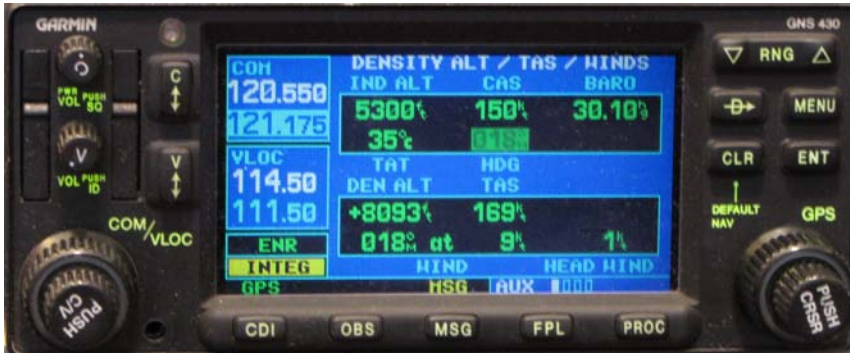 GARMIN
GNS 430
C
PWR VOL PUSH SQ
V
VOL PUSH ID
COM/VLOC
PUSH C/V
COM
120.550
121.175
VLOC
114.50
111.50
ENR
INTEG
GPS
DENSITY ALT / TAS / WINDS
IND ALT CAS BARO
5300ft 150kt 30.10"Hg
35°c 018°M
TAT HDG
DEN ALT TAS
+8093ft 169kt
018°M at 9kt 1kt
WIND HEAD WIND
MSG AUX
RNG
D MENU
CLR ENT
DEFAULT NAV
GPS
PUSH CRSR
CDI OBS MSG FPL PROC